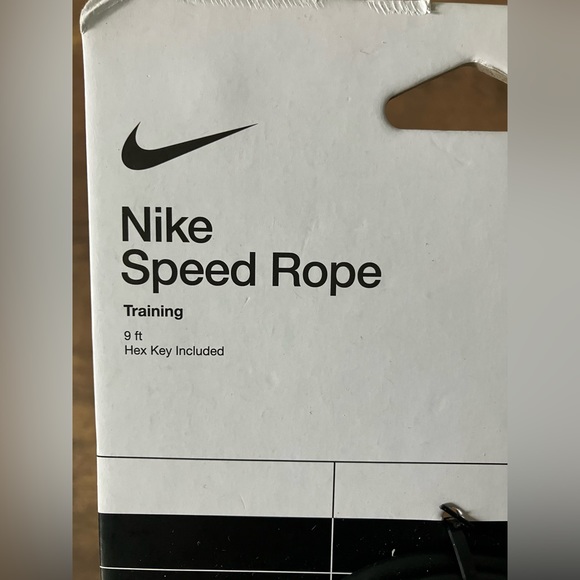 Nike
Speed Rope
Training
9 ft
Hex Key Included